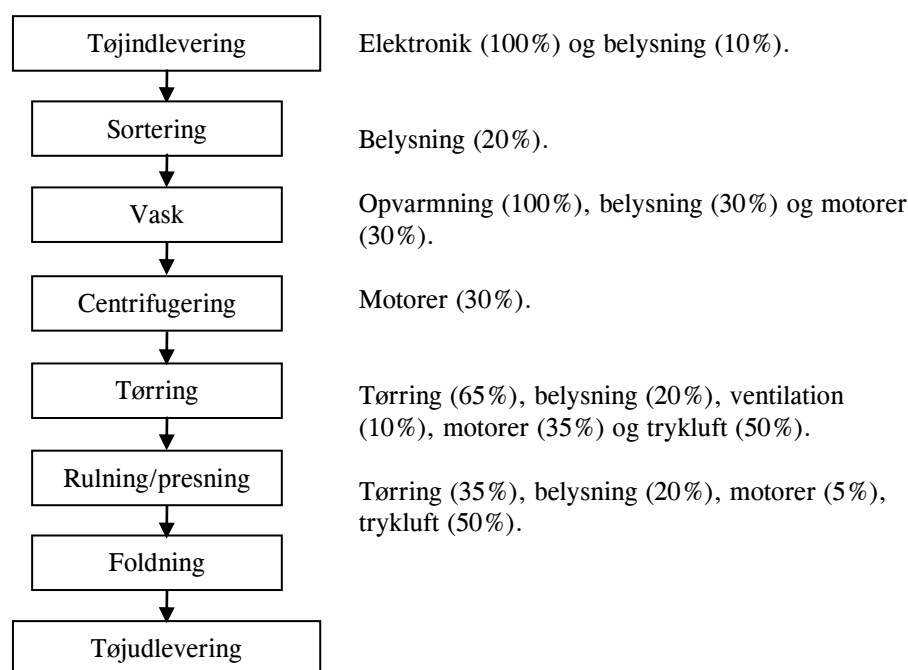 Tøjindlevering
Elektronik (100%) og belysning (10%).
Sortering
Belysning (20%).
Vask
Opvarmning (100%), belysning (30%) og motorer
(30%).
Centrifugering
Motorer (30%).
Tørring
Tørring (65%), belysning (20%), ventilation
(10%), motorer (35%) og trykluft (50%).
Rulning/presning
Tørring (35%), belysning (20%), motorer (5%),
trykluft (50%).
Foldning
Tøjudlevering